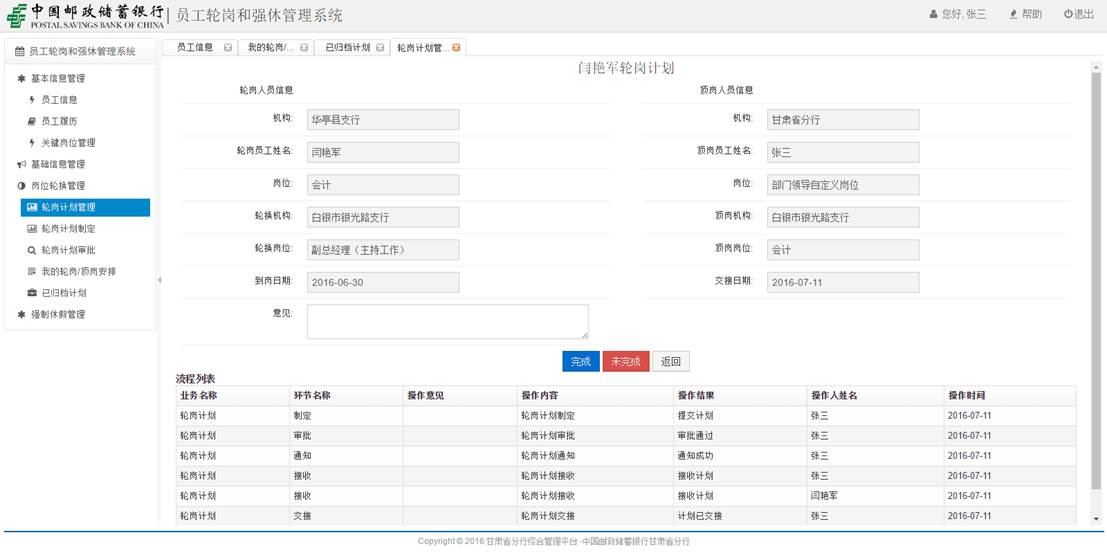 中国邮政储蓄银行
POSTAL SAVINGS BANK OF CHINA
员工轮岗和强休管理系统
您好, 张三 帮助 退出
员工轮岗和强休管理系统
基本信息管理
员工信息
员工履历
关键岗位管理
基础信息管理
岗位轮换管理
轮岗计划管理
轮岗计划制定
轮岗计划审批
我的轮岗/顶岗安排
已归档计划
强制休假管理
员工信息 我的轮岗/... 已归档计划 轮岗计划管...
闫艳军轮岗计划
轮岗人员信息 顶岗人员信息
机构: 华亭县支行 机构: 甘肃省分行
轮岗员工姓名: 闫艳军 顶岗员工姓名: 张三
岗位: 会计 岗位: 部门领导自定义岗位
轮换机构: 白银市银光路支行 顶岗机构: 白银市银光路支行
轮换岗位: 副总经理（主持工作） 顶岗岗位: 会计
到岗日期: 2016-06-30 交接日期: 2016-07-11
意见:
完成 未完成 返回
流程列表
业务名称 环节名称 操作意见 操作内容 操作结果 操作人姓名 操作时间
轮岗计划 制定 轮岗计划制定 提交计划 张三 2016-07-11
轮岗计划 审批 轮岗计划审批 审批通过 张三 2016-07-11
轮岗计划 通知 轮岗计划通知 通知成功 张三 2016-07-11
轮岗计划 接收 轮岗计划接收 接收计划 张三 2016-07-11
轮岗计划 接收 轮岗计划接收 接收计划 闫艳军 2016-07-11
轮岗计划 交接 轮岗计划交接 计划已交接 张三 2016-07-11
Copyright © 2016 甘肃省分行综合管理平台 -中国邮政储蓄银行甘肃省分行